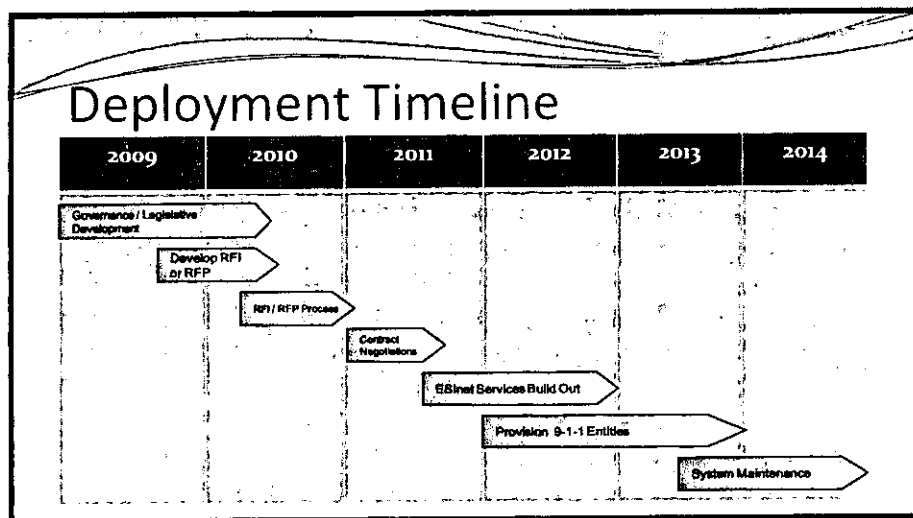 Deployment Timeline
2009 2010 2011 2012 2013 2014
Governance / Legislative
Development
Develop RFI
or RFP
RFI / RFP Process
Contract
Negotiations
ESInet Services Build Out
Provision 9-1-1 Entities
System Maintenance